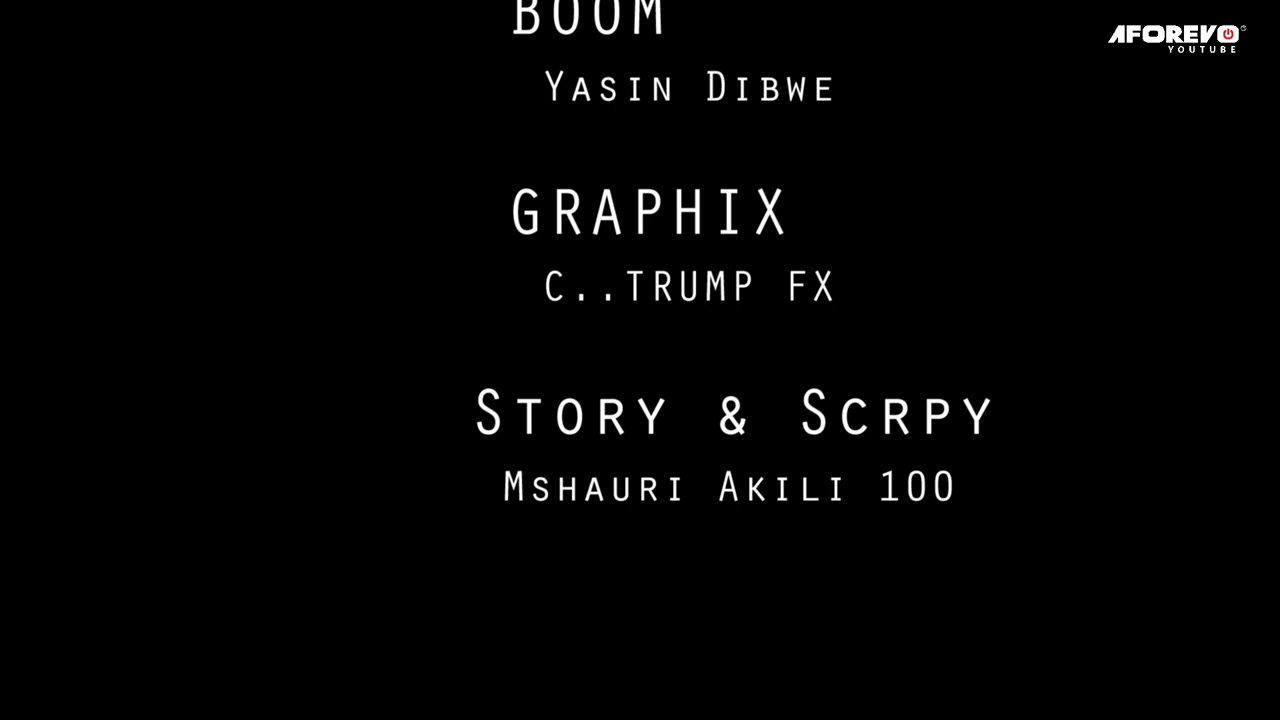 BOOM
AFOREVO
YOUTUBE
YASIN DIBWE
GRAPHIX
C..TRUMP FX
STORY & SCRPY
MSHAURI AKILI 100